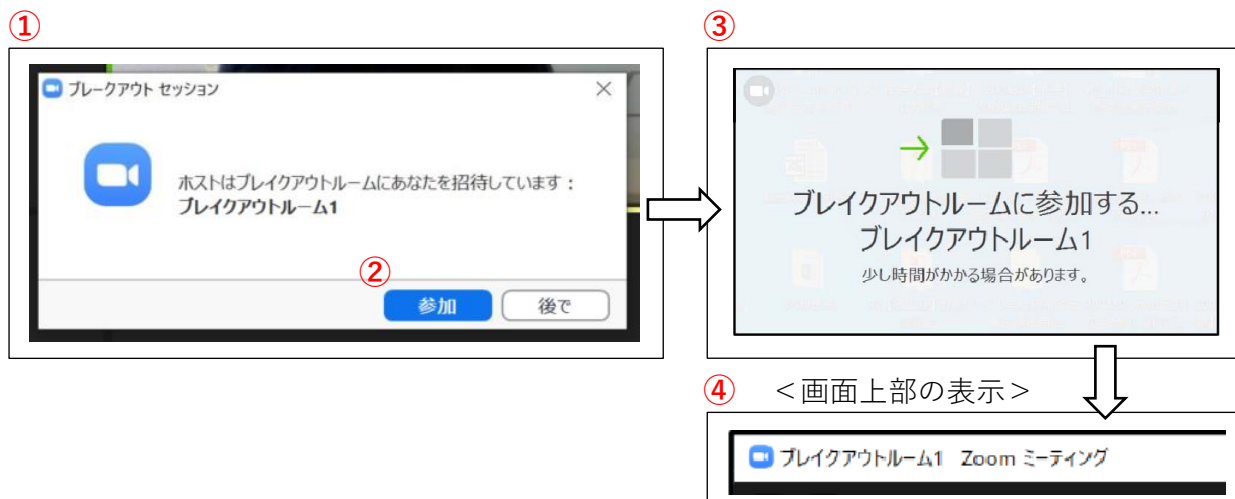 ①
ブレークアウト セッション
ホストはブレイクアウトルームにあなたを招待しています：
ブレイクアウトルーム1
②
参加
後で
③
ブレイクアウトルームに参加する...
ブレイクアウトルーム1
少し時間がかかる場合があります。
④ ＜画面上部の表示＞
ブレイクアウトルーム1 Zoom ミーティング